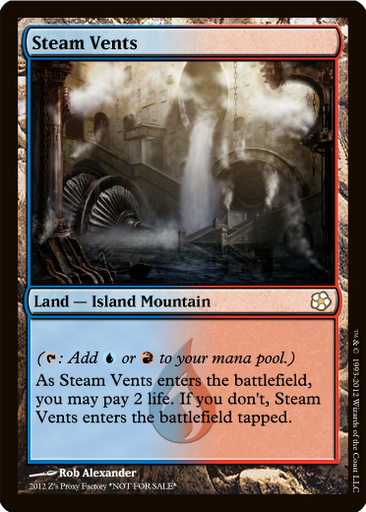 Steam Vents
Land — Island Mountain
( : Add or to your mana pool.)
As Steam Vents enters the battlefield,
you may pay 2 life. If you don't, Steam
Vents enters the battlefield tapped.
Rob Alexander
2012 Z's Proxy Factory *NOT FOR SALE*
™ & © 1993-2012 Wizards of the Coast LLC